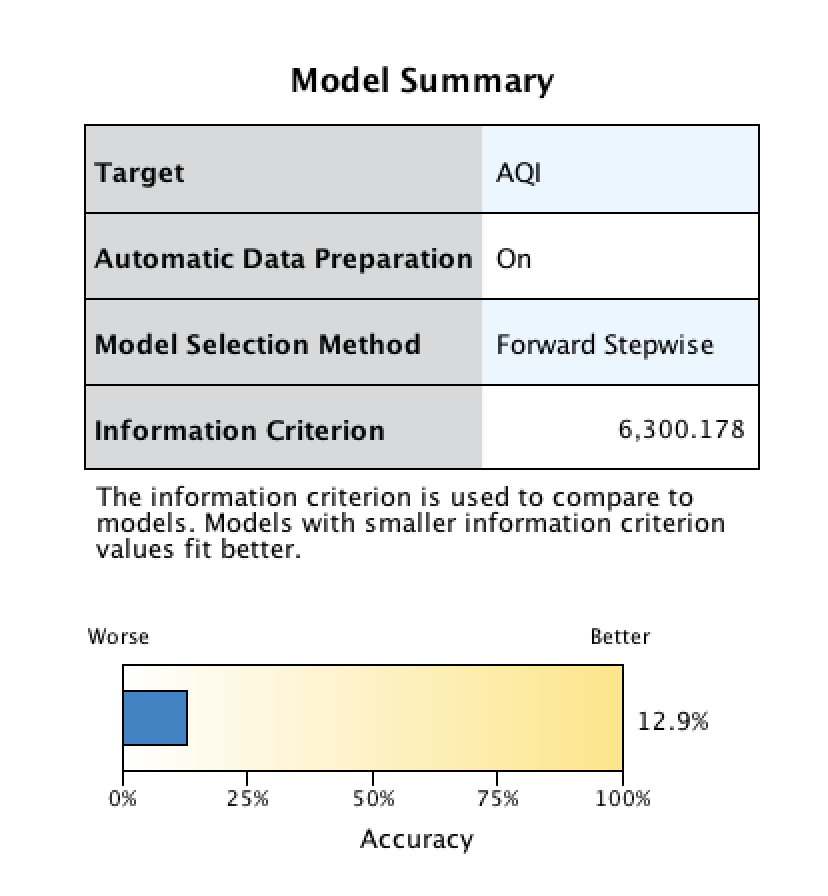 Model Summary
Target AQI
Automatic Data Preparation On
Model Selection Method Forward Stepwise
Information Criterion 6,300.178
The information criterion is used to compare to
models. Models with smaller information criterion
values fit better.
Worse Better
12.9%
0% 25% 50% 75% 100%
Accuracy